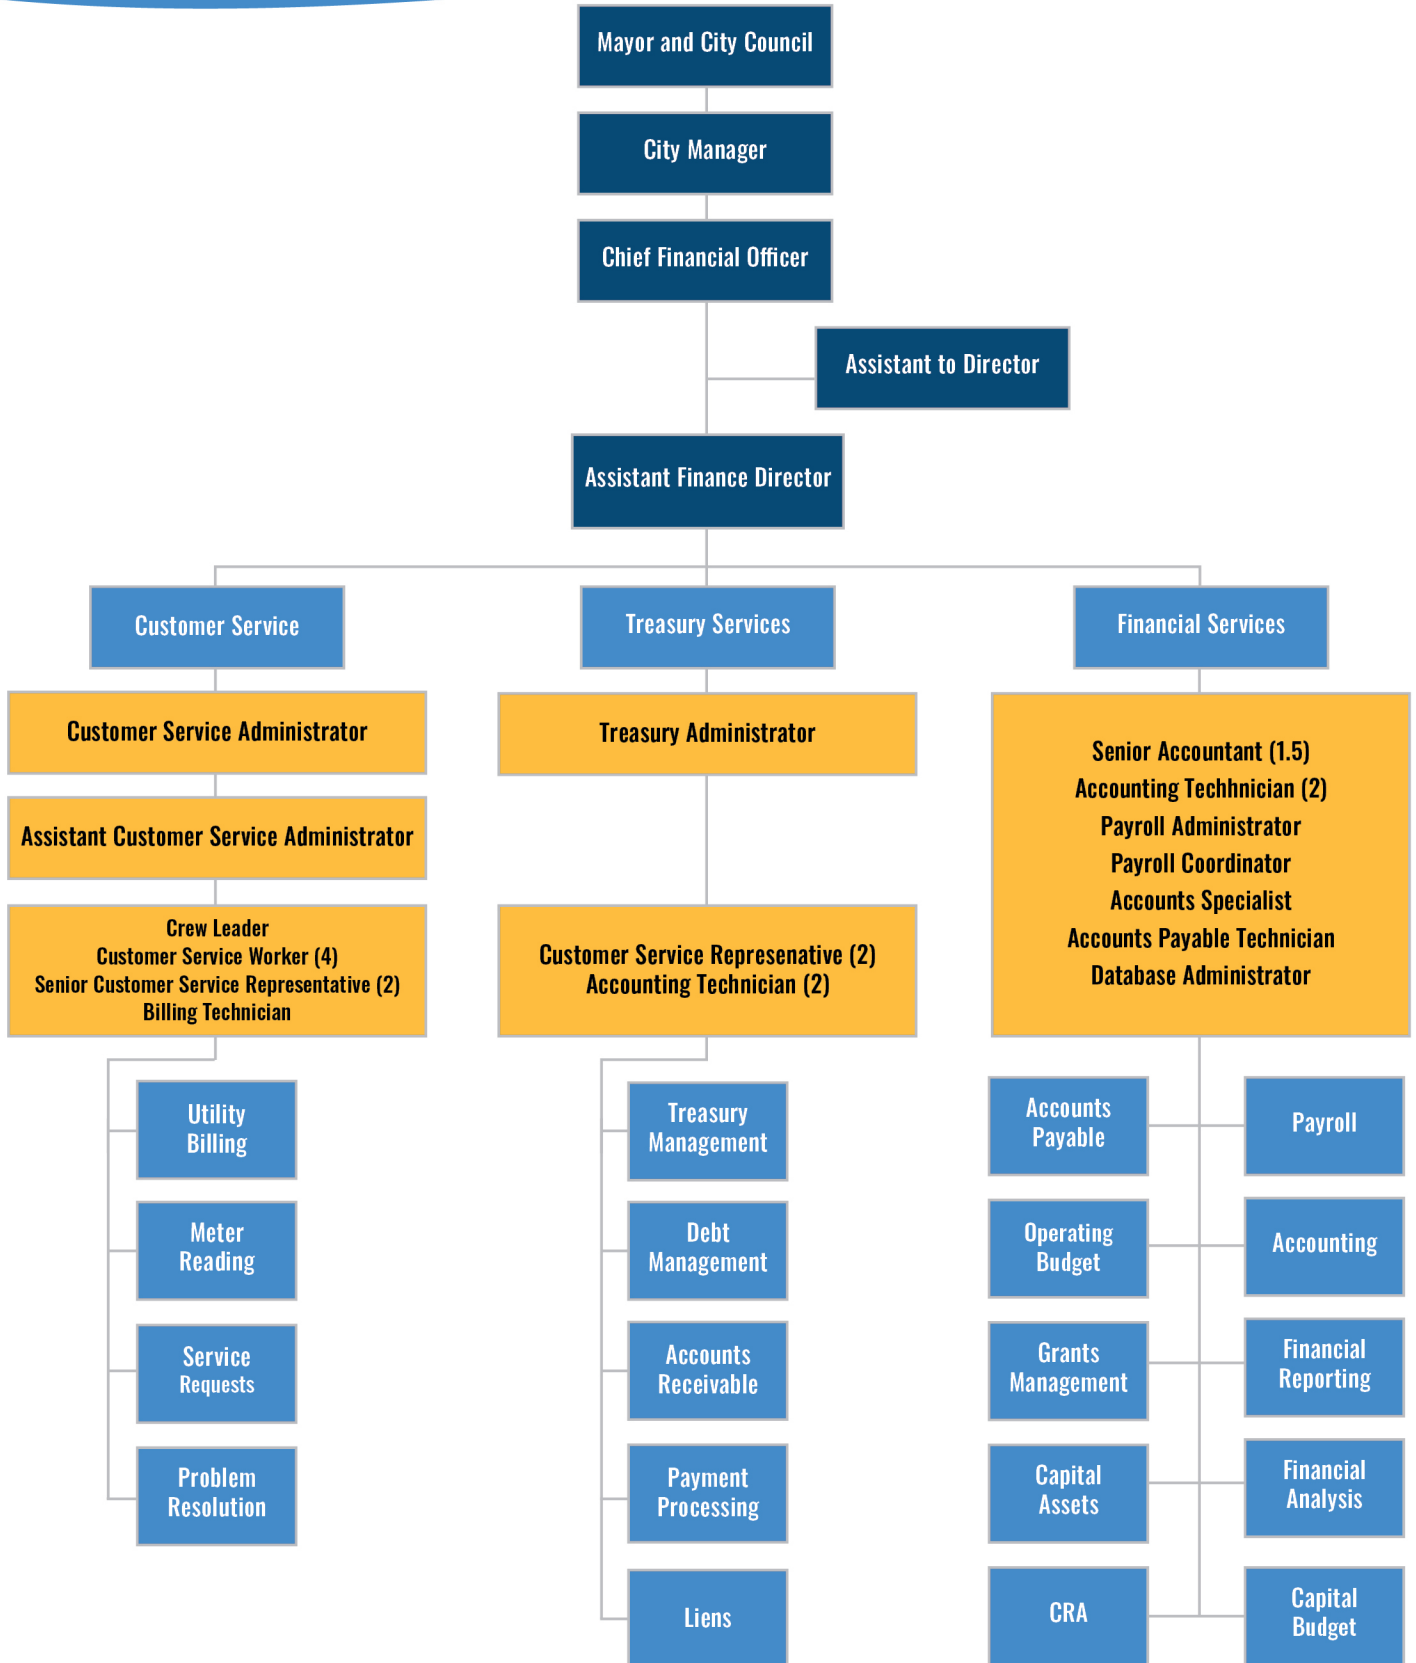 Mayor and City Council
City Manager
Chief Financial Officer
Assistant to Director
Assistant Finance Director
Customer Service
Treasury Services
Financial Services
Customer Service Administrator
Assistant Customer Service Administrator
Crew Leader
Customer Service Worker (4)
Senior Customer Service Representative (2)
Billing Technician
Utility
Billing
Meter
Reading
Service
Requests
Problem
Resolution
Treasury Administrator
Customer Service Represenative (2)
Accounting Technician (2)
Treasury
Management
Debt
Management
Accounts
Receivable
Payment
Processing
Liens
Senior Accountant (1.5)
Accounting Techhnician (2)
Payroll Administrator
Payroll Coordinator
Accounts Specialist
Accounts Payable Technician
Database Administrator
Accounts
Payable
Payroll
Operating
Budget
Accounting
Grants
Management
Financial
Reporting
Capital
Assets
Financial
Analysis
CRA
Capital
Budget